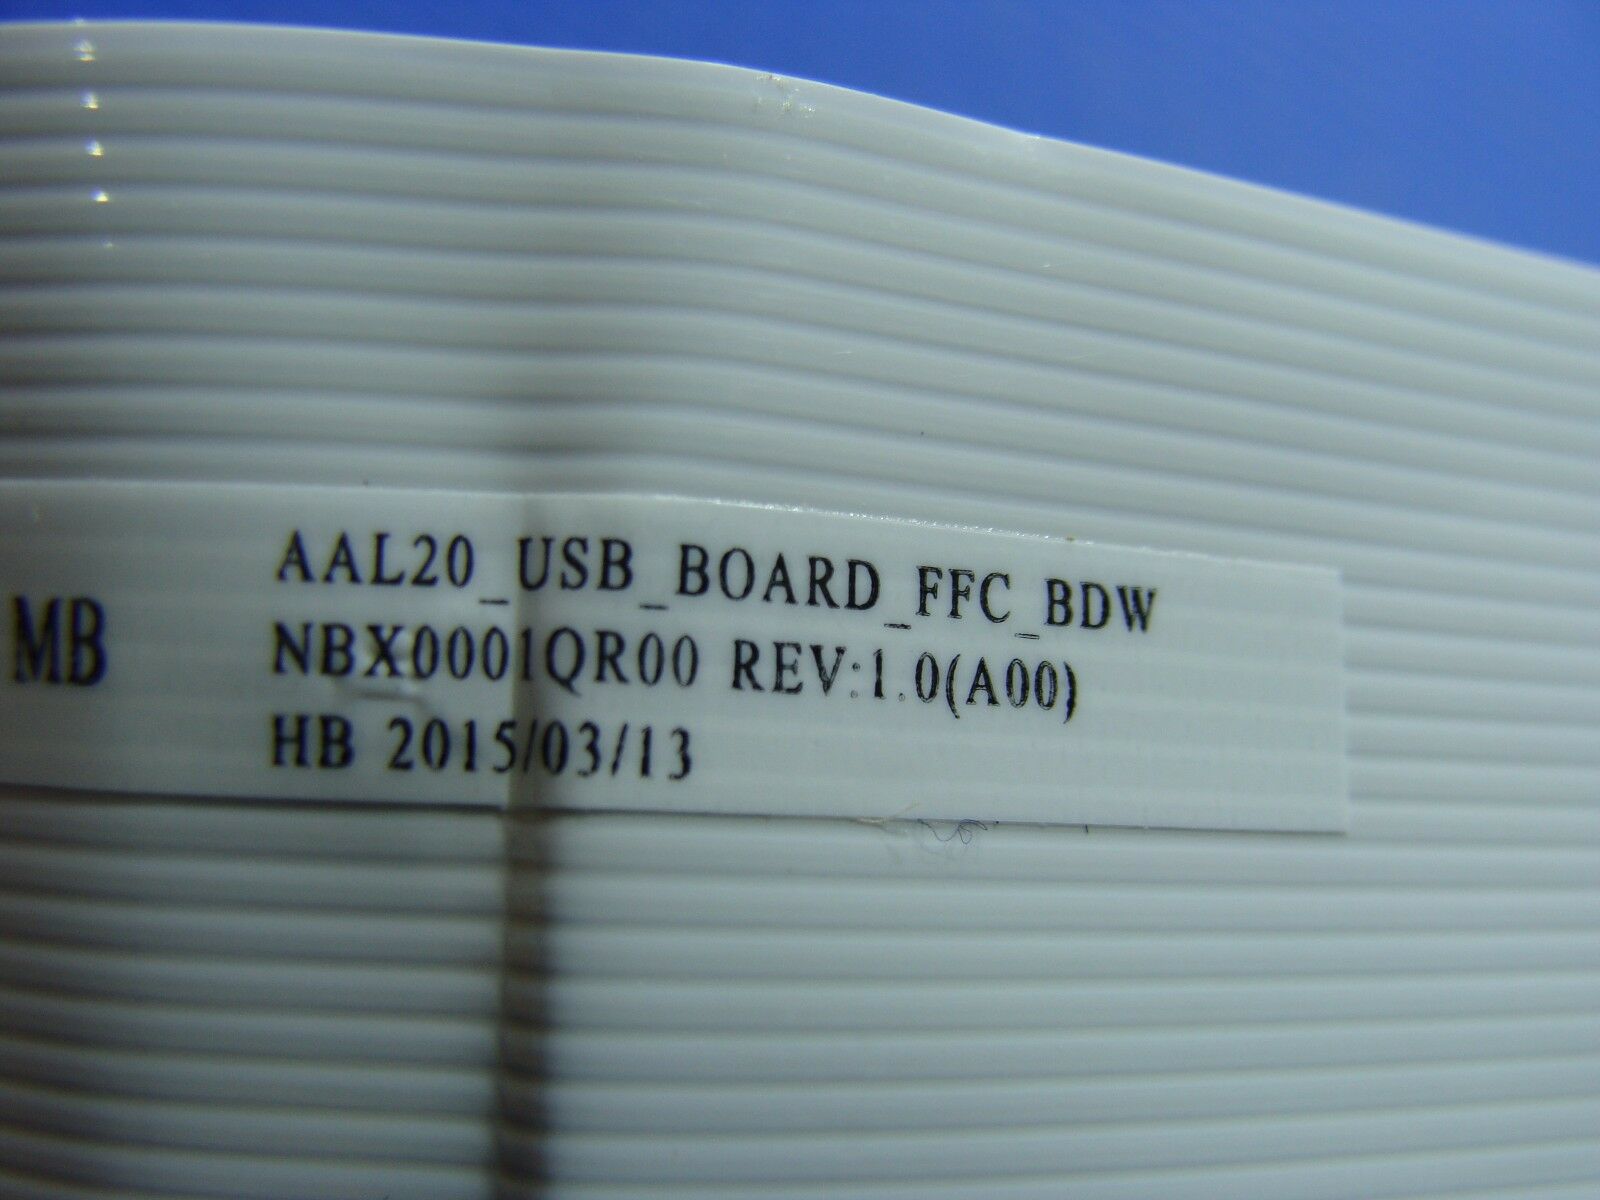 MB
AAL20_USB_BOARD_FFC_BDW
NBX0001QR00 REV:1.0(A00)
HB 2015/03/13